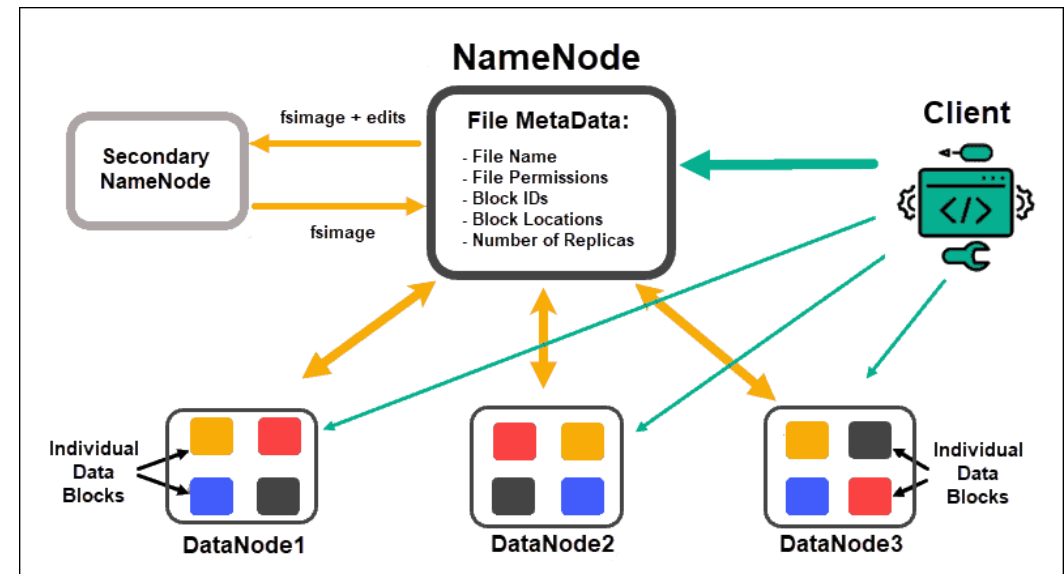 NameNode
Client
fsimage + edits
File MetaData:
- File Name
- File Permissions
- Block IDs
- Block Locations
- Number of Replicas
Secondary
NameNode
fsimage
</>
Individual
Data
Blocks
Individual
Data
Blocks
DataNode1
DataNode2
DataNode3